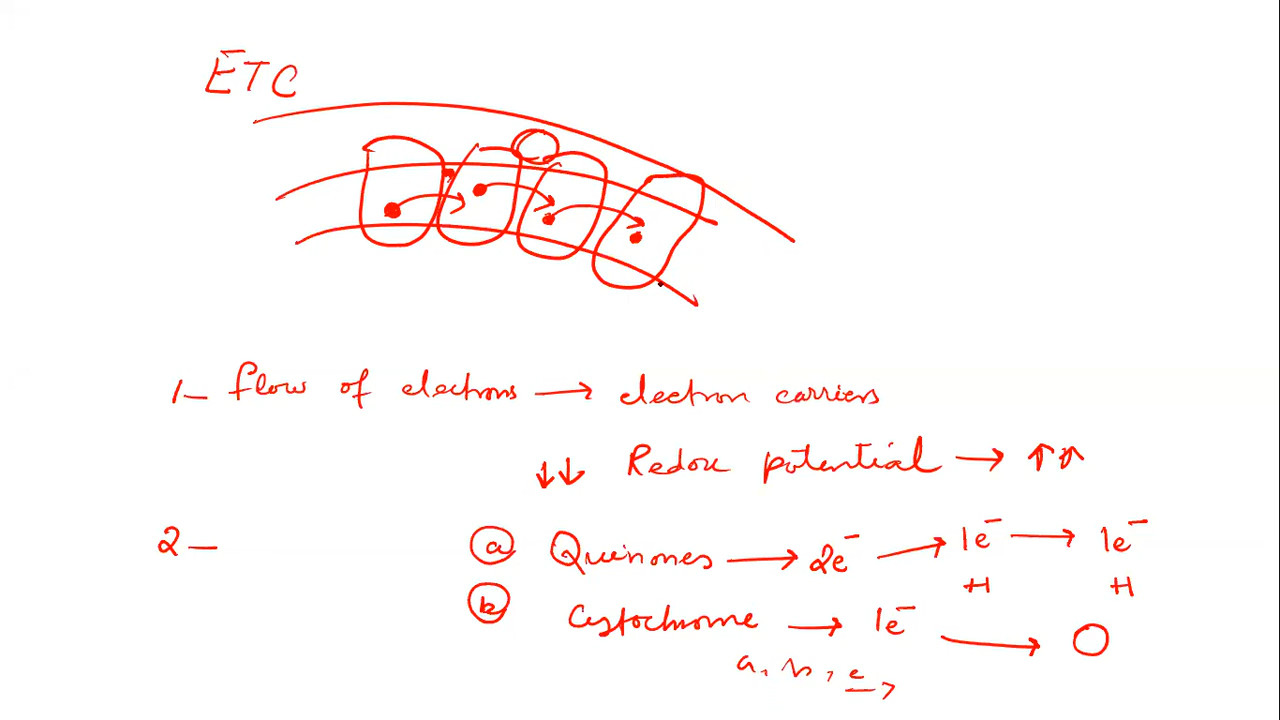 ETC
1- flow of electrons → electron carriers
↓↓ Redox potential → ↑↑
2-
(a) Quinones → 2e⁻ → 1e⁻ → 1e⁻
H H
(b) Cytochrome → 1e⁻ → O
a, b, c,